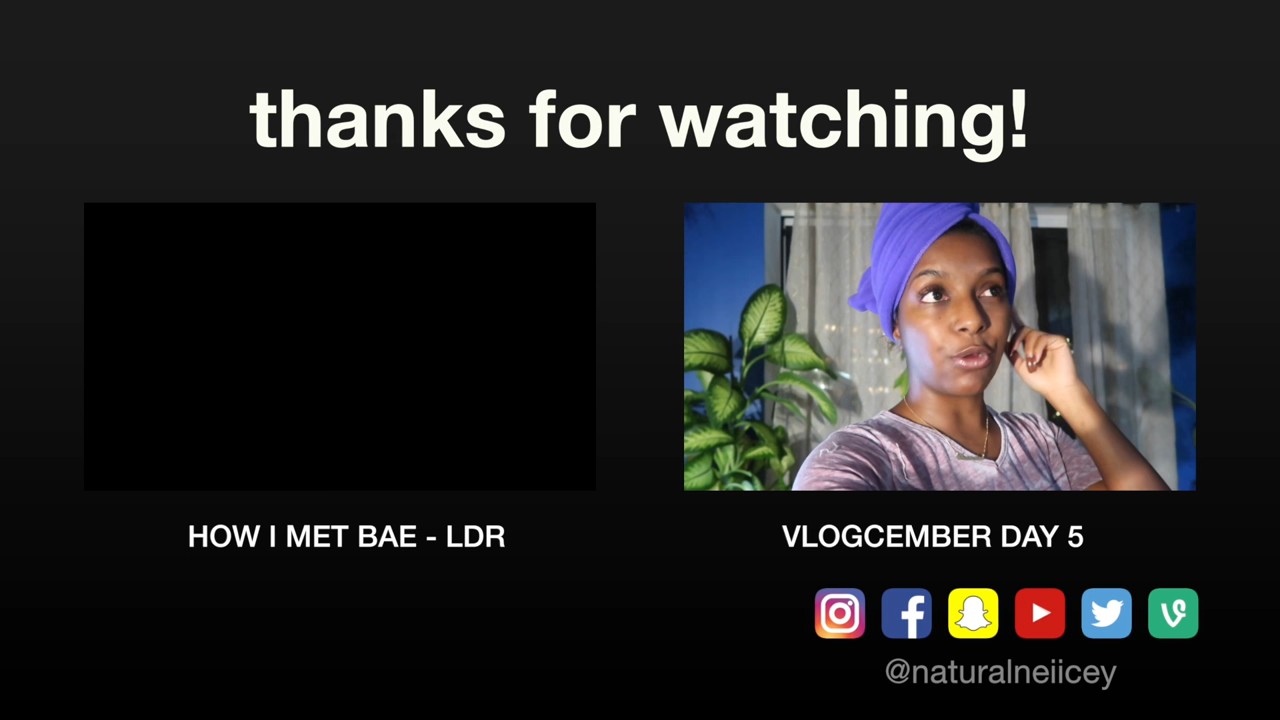 thanks for watching!
HOW I MET BAE - LDR
VLOGCEMBER DAY 5
@naturalneiicey